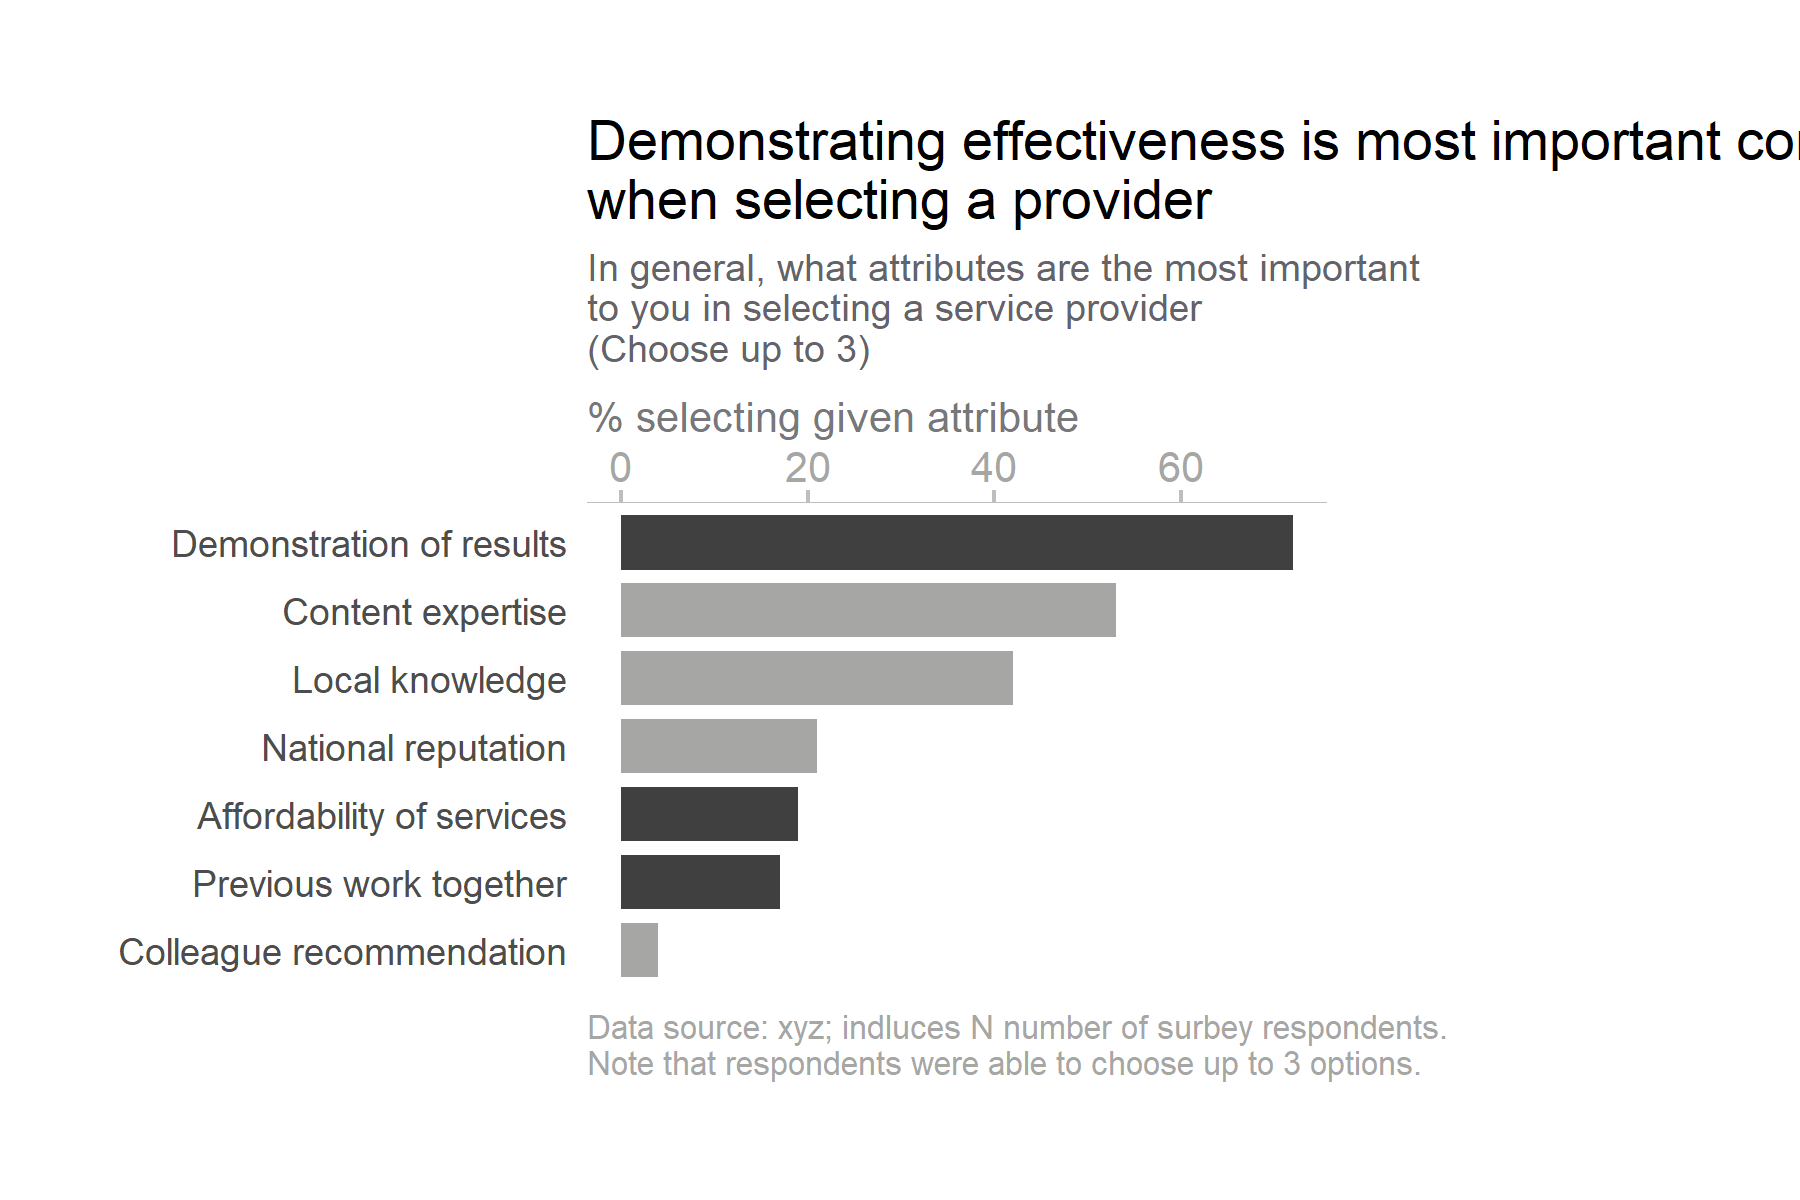 Demonstrating effectiveness is most important
when selecting a provider
In general, what attributes are the most important
to you in selecting a service provider
(Choose up to 3)
% selecting given attribute
0 20 40 60
Demonstration of results
Content expertise
Local knowledge
National reputation
Affordability of services
Previous work together
Colleague recommendation
Data source: xyz; indluces N number of surbey respondents.
Note that respondents were able to choose up to 3 options.